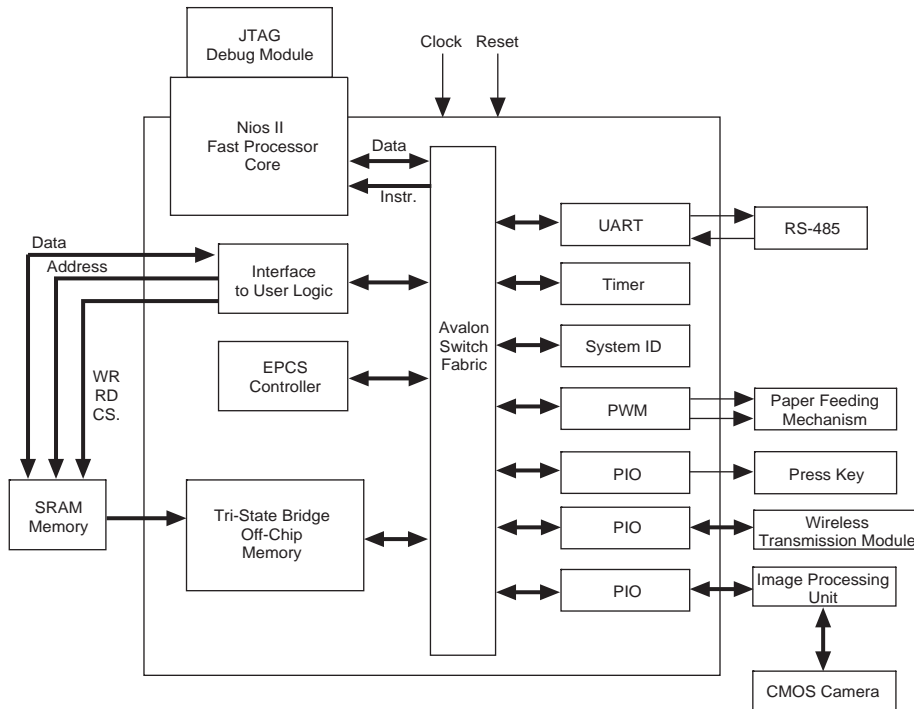 JTAG
Debug Module
Clock
Reset
Nios II
Fast Processor
Core
Data
Instr.
Data
Address
Interface
to User Logic
WR
RD
CS.
EPCS
Controller
SRAM
Memory
Tri-State Bridge
Off-Chip
Memory
Avalon
Switch
Fabric
UART
RS-485
Timer
System ID
PWM
Paper Feeding
Mechanism
PIO
Press Key
PIO
Wireless
Transmission Module
PIO
Image Processing
Unit
CMOS Camera